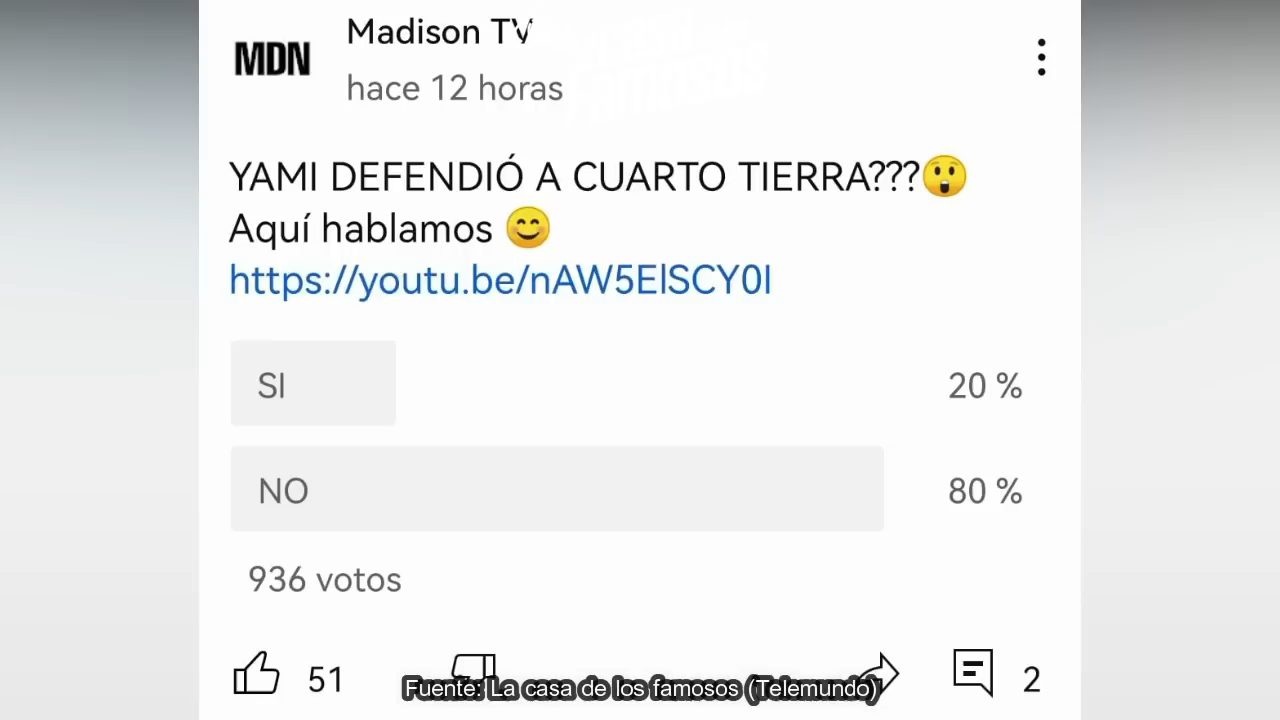 MDN
Madison TV
hace 12 horas
YAMI DEFENDIÓ A CUARTO TIERRA???😲
Aquí hablamos 😊
https://youtu.be/nAW5ElSCY0I
SI
20 %
NO
80 %
936 votos
51
2
Fuente: La casa de los famosos (Telemundo)